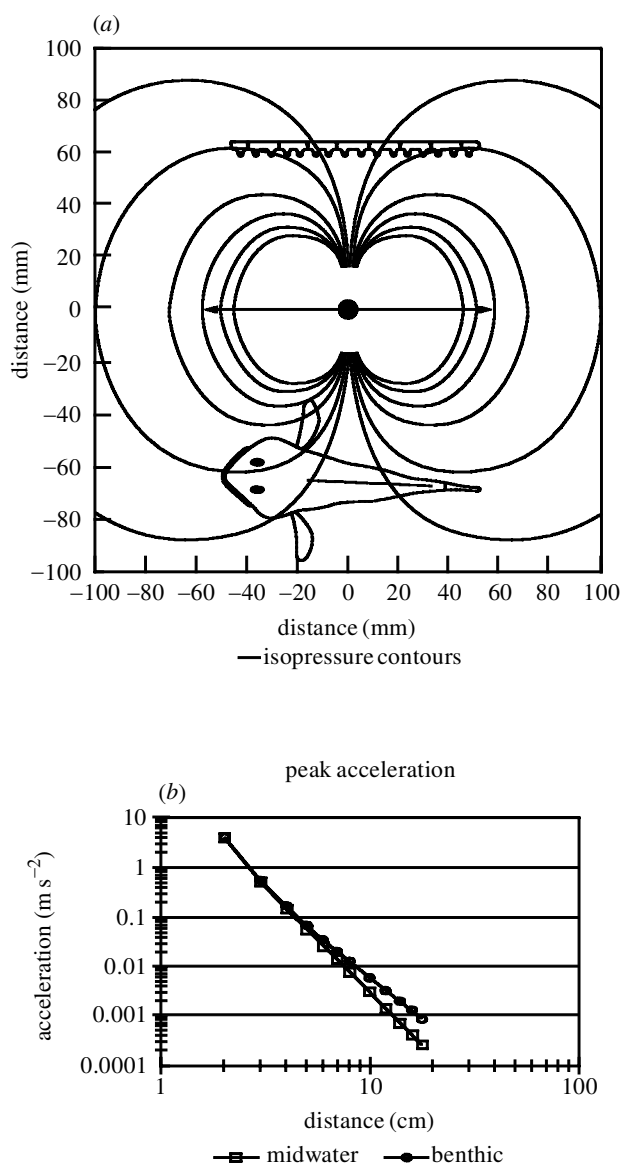 (a)
100
80
60
40
20
0
−20
−40
−60
−80
−100
distance (mm)
−100 −80 −60 −40 −20 0 20 40 60 80 100
distance (mm)
isopressure contours
peak acceleration
(b)
10
1
0.1
0.01
0.001
0.0001
acceleration (m s⁻²)
1 10 100
distance (cm)
midwater benthic